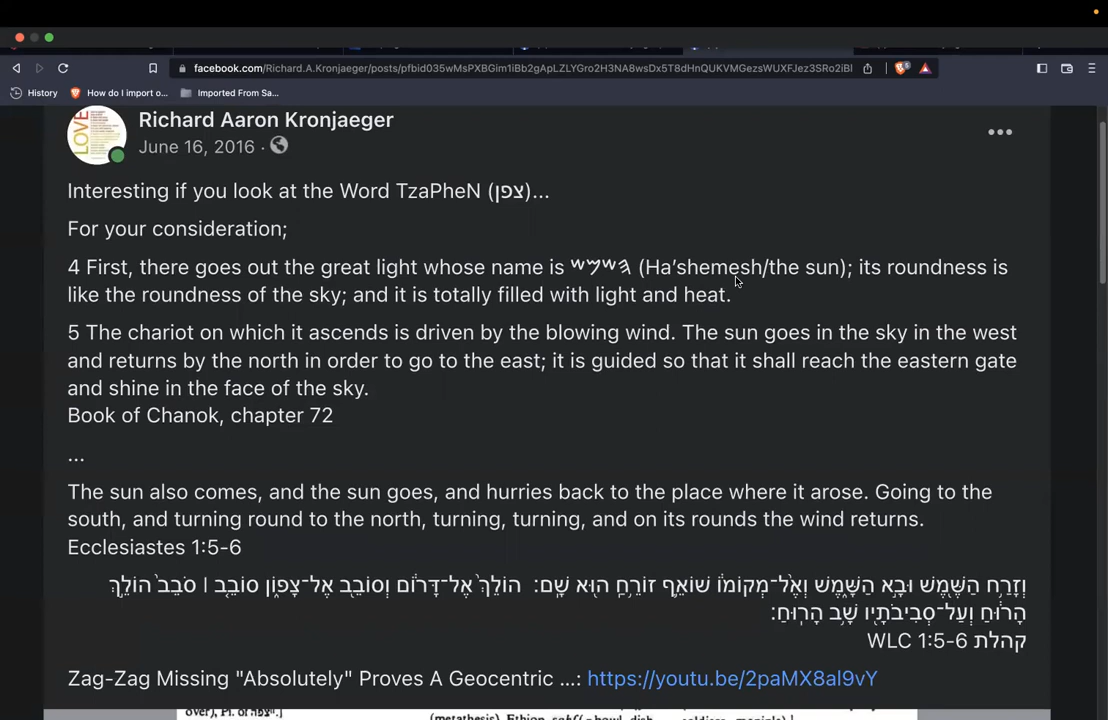 facebook.com/Richard.A.Kronjaeger/posts/pfbid035wMsPXBGim1iBb2gApLZLYGro2H3NA8wsDx5T8dHnQUKVMGezsWUXFJez3SRo2iBl
History
How do I import o...
Imported From Sa...
LOVE
Richard Aaron Kronjaeger
June 16, 2016 ·
Interesting if you look at the Word TzaPheN (צפן)...
For your consideration;
4 First, there goes out the great light whose name is 𐤄𐤔𐤌𐤔 (Ha’shemesh/the sun); its roundness is
like the roundness of the sky; and it is totally filled with light and heat.
5 The chariot on which it ascends is driven by the blowing wind. The sun goes in the sky in the west
and returns by the north in order to go to the east; it is guided so that it shall reach the eastern gate
and shine in the face of the sky.
Book of Chanok, chapter 72
...
The sun also comes, and the sun goes, and hurries back to the place where it arose. Going to the
south, and turning round to the north, turning, turning, and on its rounds the wind returns.
Ecclesiastes 1:5-6
וְזָרַ֥ח הַשֶּׁ֖מֶשׁ וּבָ֣א הַשָּׁ֑מֶשׁ וְאֶ֨ל־מְקוֹמ֔וֹ שׁוֹאֵ֛ף זוֹרֵ֥חַֽ ה֖וּא שָֽׁם׃ הוֹלֵךְ֙ אֶל־דָּר֔וֹם וְסוֹבֵ֖ב אֶל־צָפ֑וֹן סוֹבֵ֤ב ׀ סֹבֵב֙ הוֹלֵ֣ךְ
הָר֔וּחַ וְעַל־סְבִיבֹתָ֖יו שָׁ֥ב הָרֽוּחַ׃
קהלת 1:5-6 WLC
Zag-Zag Missing "Absolutely" Proves A Geocentric ...: https://youtu.be/2paMX8al9vY